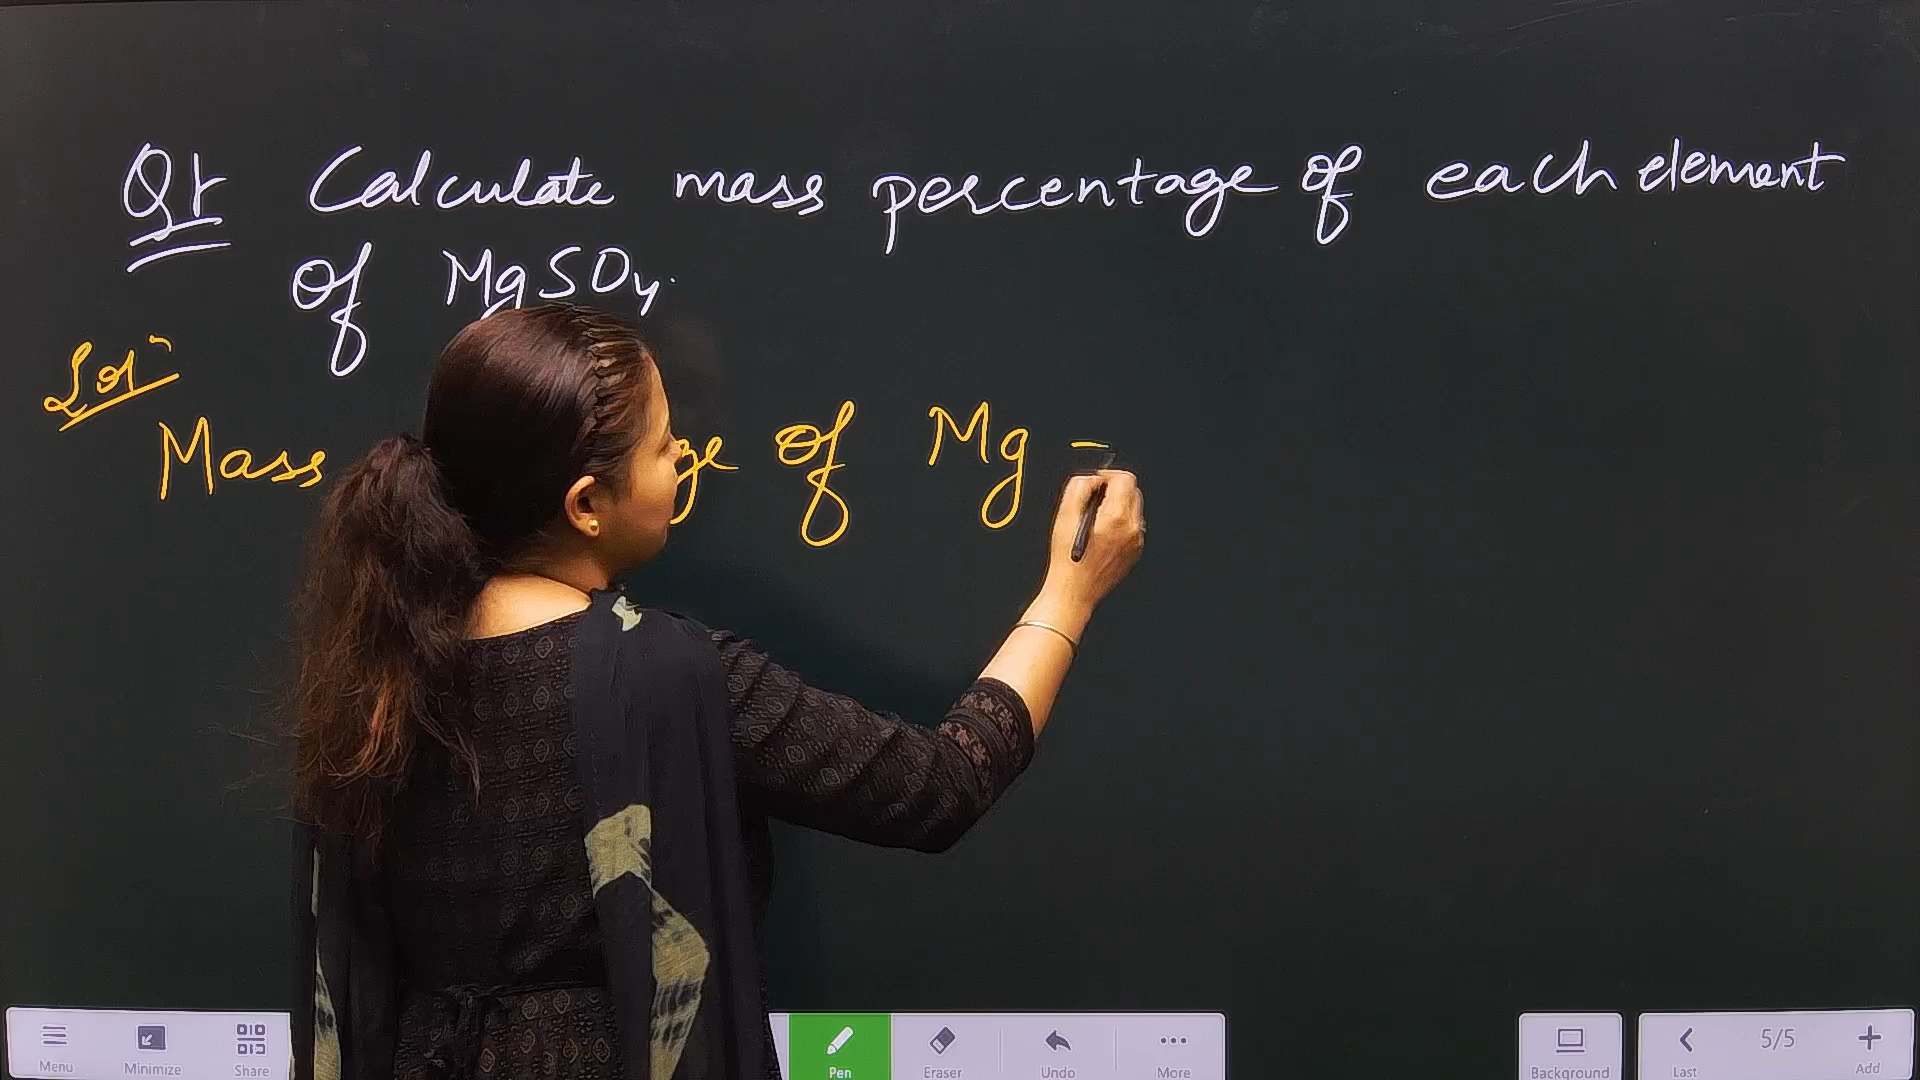 Q1 Calculate mass percentage of each element
of MgSO4.
Sol
Mass ge of Mg =
Menu Minimize Share Pen Eraser Undo More Background Last 5/5 Add